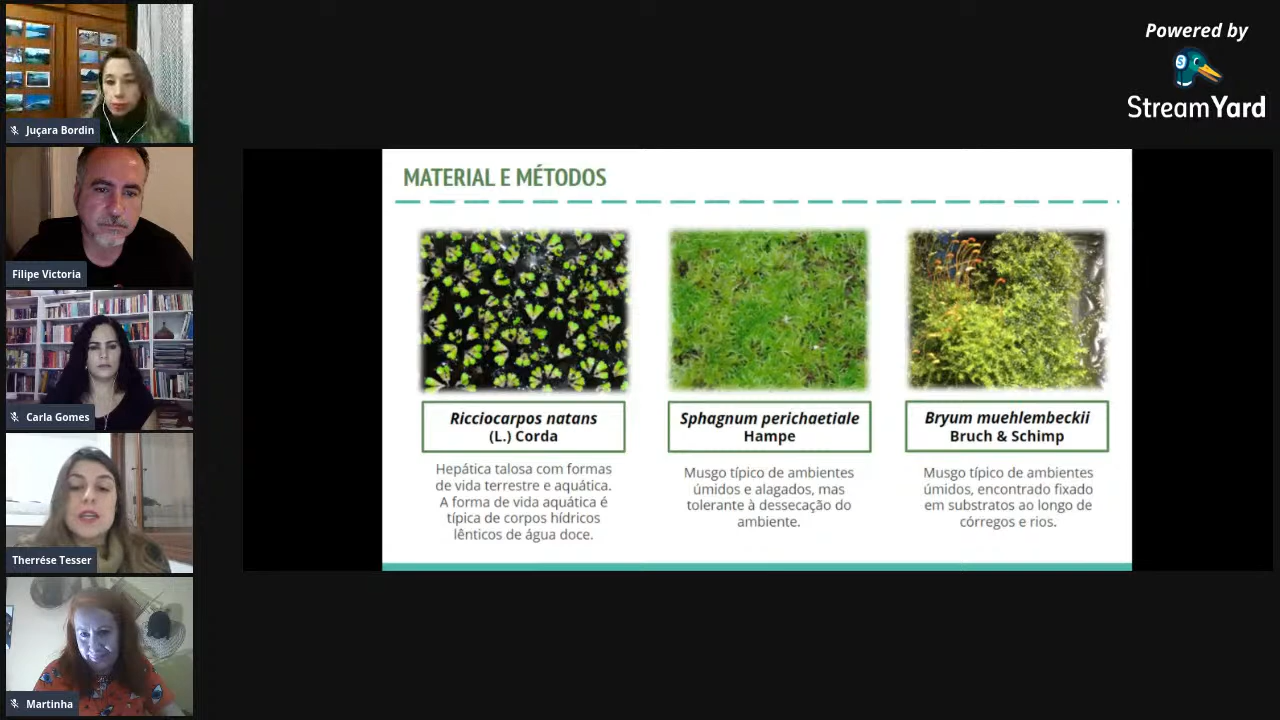 Powered by
StreamYard
Juçara Bordin
Filipe Victoria
Carla Gomes
Therrése Tesser
Martinha
MATERIAL E MÉTODOS
Ricciocarpos natans
(L.) Corda
Hepática talosa com formas
de vida terrestre e aquática.
A forma de vida aquática é
típica de corpos hídricos
lênticos de água doce.
Sphagnum perichaetiale
Hampe
Musgo típico de ambientes
úmidos e alagados, mas
tolerante à dessecação do
ambiente.
Bryum muehlembeckii
Bruch & Schimp
Musgo típico de ambientes
úmidos, encontrado fixado
em substratos ao longo de
córregos e rios.